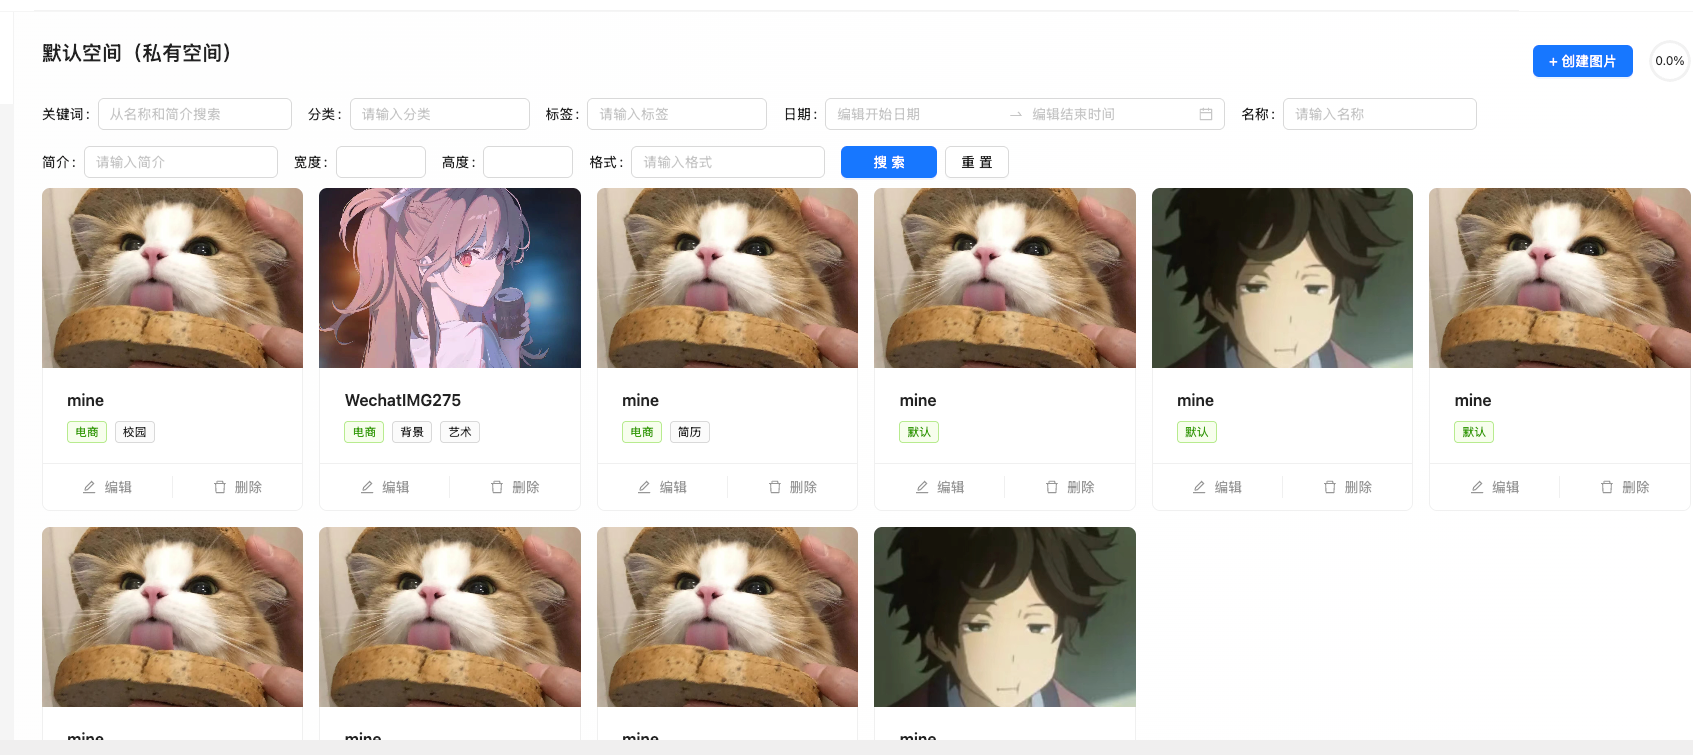 默认空间（私有空间）
+ 创建图片
0.0%
关键词： 从名称和简介搜索 分类： 请输入分类 标签： 请输入标签 日期： 编辑开始日期 → 编辑结束时间 名称： 请输入名称
简介： 请输入简介 宽度： 高度： 格式： 请输入格式 搜 索 重 置
mine WechatIMG275 mine mine mine mine
电商 校园 电商 背景 艺术 电商 简历 默认 默认 默认
编辑 删除 编辑 删除 编辑 删除 编辑 删除 编辑 删除 编辑 删除
mine mine mine mine